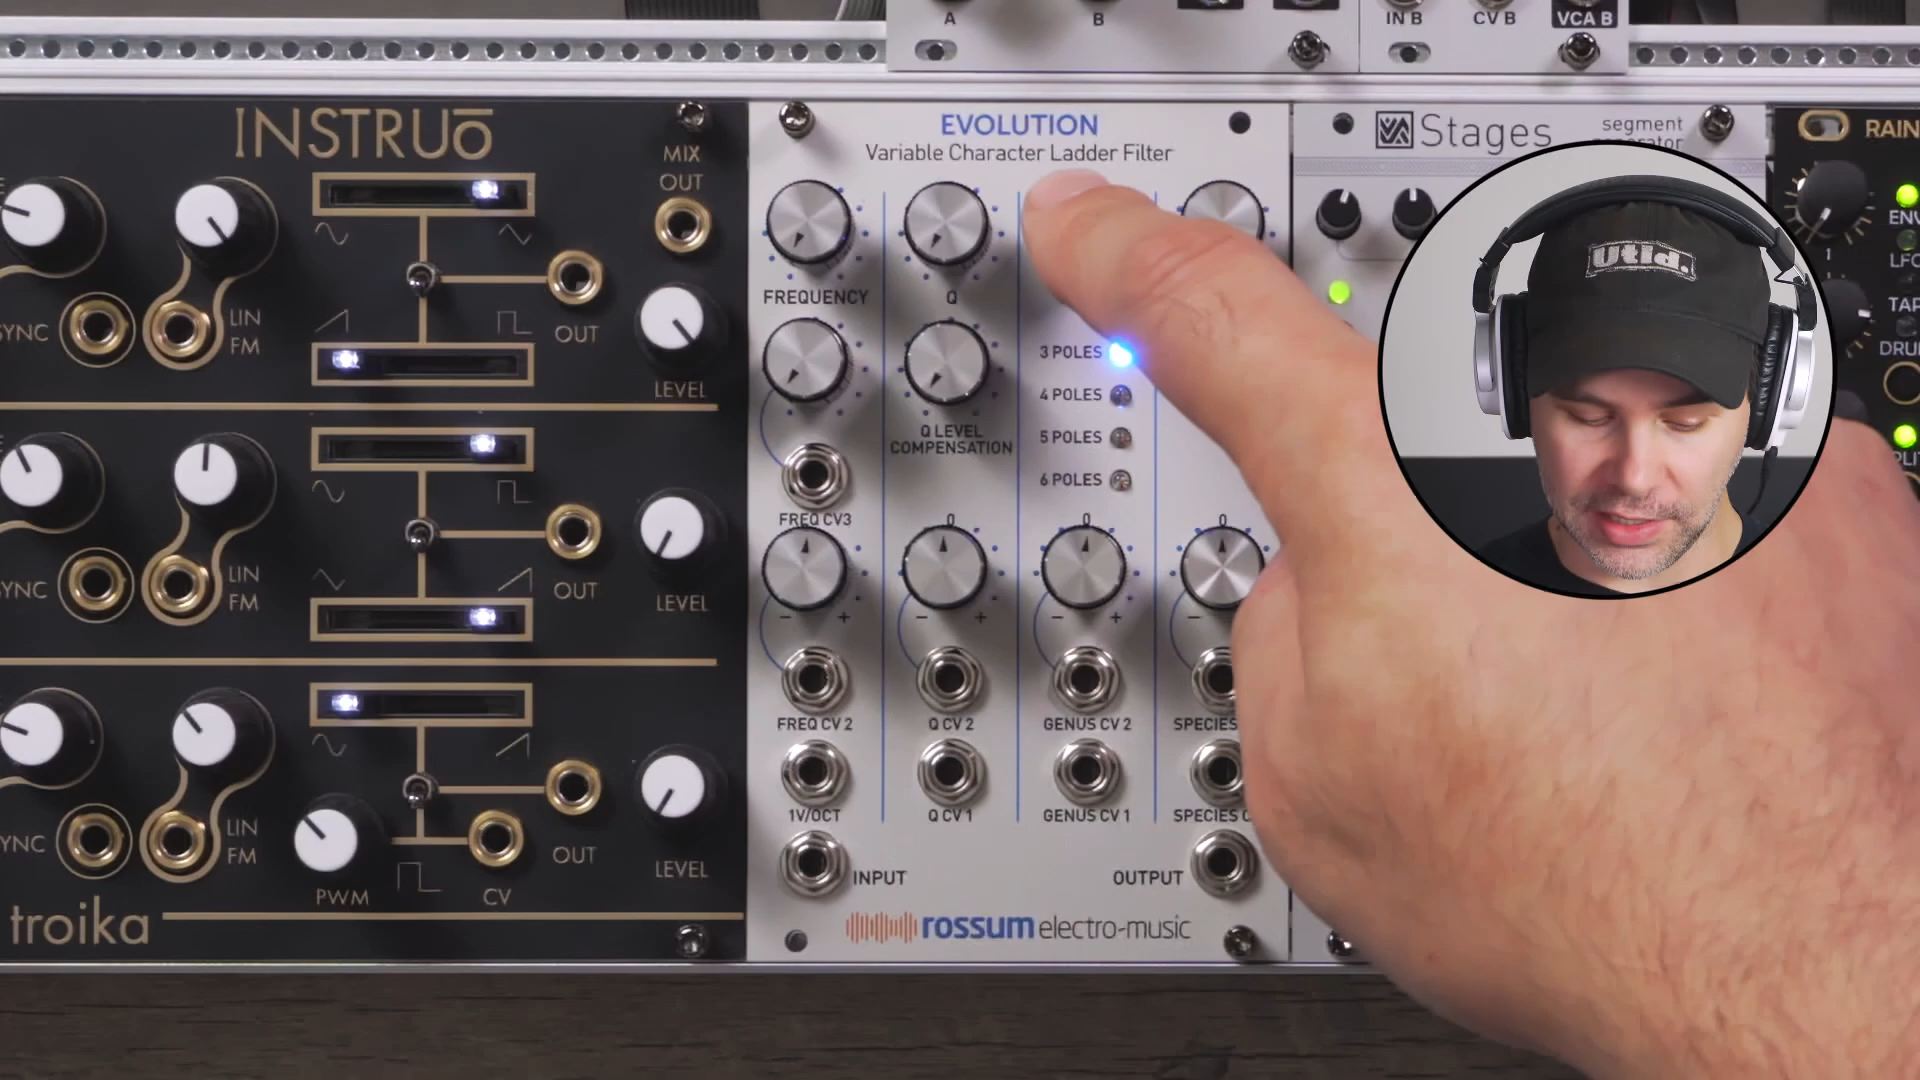 A
B
IN B
CV B
VCA B
INSTRUō
MIX
OUT
SYNC
LIN
FM
OUT
LEVEL
SYNC
LIN
FM
OUT
LEVEL
SYNC
LIN
FM
PWM
CV
OUT
LEVEL
troika
EVOLUTION
Variable Character Ladder Filter
FREQUENCY
Q
3 POLES
4 POLES
5 POLES
6 POLES
Q LEVEL
COMPENSATION
FREQ CV3
0
0
0
- +
- +
- +
-
FREQ CV 2
Q CV 2
GENUS CV 2
SPECIES
1V/OCT
Q CV 1
GENUS CV 1
SPECIES C
INPUT
OUTPUT
rossum electro-music
Stages
segment
Utld.
RAIN
ENV
1
LFO
TAP
DRU